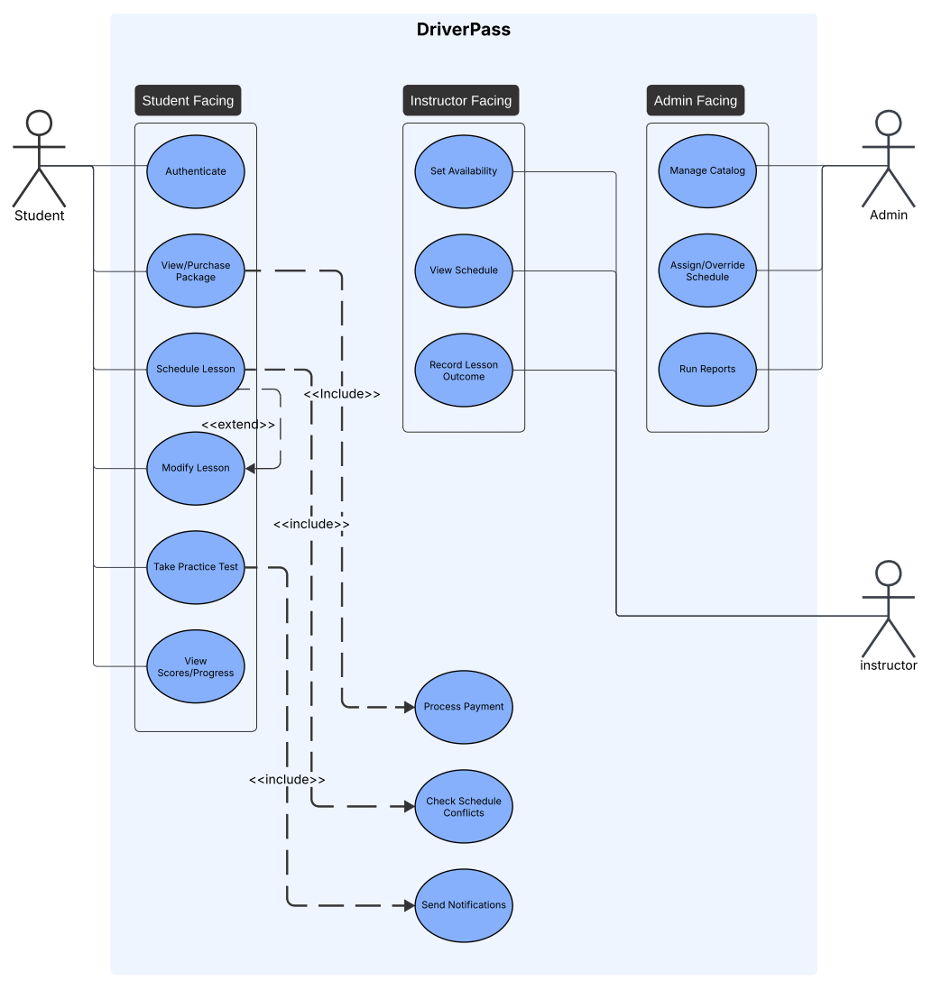 DriverPass
Student Facing
Instructor Facing
Admin Facing
Authenticate
Set Availability
Manage Catalog
Student
Admin
View/Purchase
Package
View Schedule
Assign/Override
Schedule
Schedule Lesson
Record Lesson
Outcome
Run Reports
<<Include>>
<<extend>>
Modify Lesson
<<include>>
Take Practice Test
View
Scores/Progress
instructor
Process Payment
<<include>>
Check Schedule
Conflicts
Send Notifications